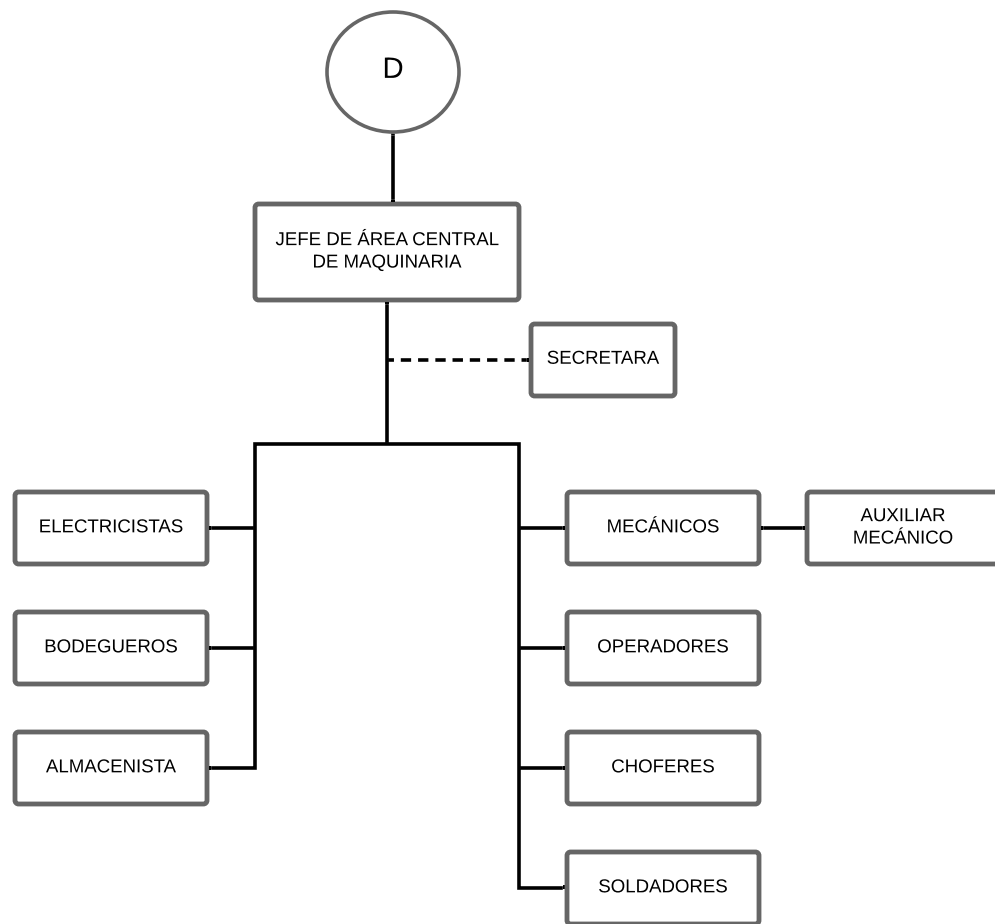 D
JEFE DE ÁREA CENTRAL
DE MAQUINARIA
SECRETARA
ELECTRICISTAS
MECÁNICOS
AUXILIAR
MECÁNICO
BODEGUEROS
OPERADORES
ALMACENISTA
CHOFERES
SOLDADORES